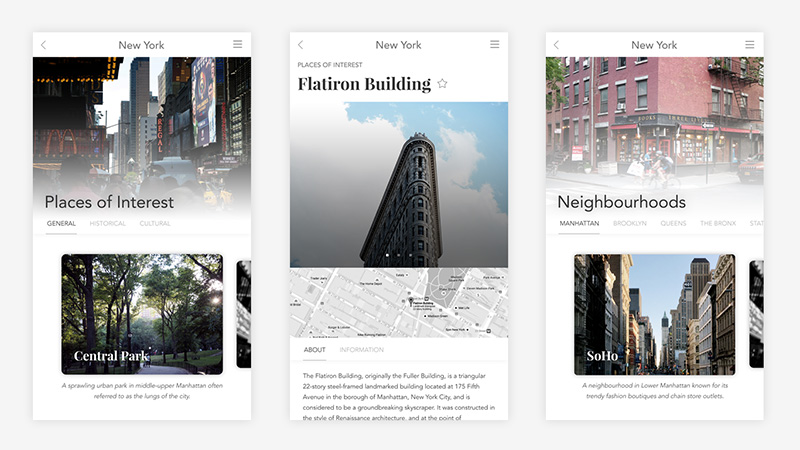 New York
Places of Interest
GENERAL HISTORICAL CULTURAL
Central Park
A sprawling urban park in middle-upper Manhattan often
referred to as the lungs of the city.
New York
PLACES OF INTEREST
Flatiron Building
ABOUT INFORMATION
The Flatiron Building, originally the Fuller Building, is a triangular
22-story steel-framed landmarked building located at 175 Fifth
Avenue in the borough of Manhattan, New York City, and is
considered to be a groundbreaking skyscraper. It was constructed in
the style of Renaissance architecture, and at the point of
New York
Neighbourhoods
MANHATTAN BROOKLYN QUEENS THE BRONX STAT
SoHo
A neighbourhood in Lower Manhattan known for its
trendy fashion boutiques and chain store outlets.